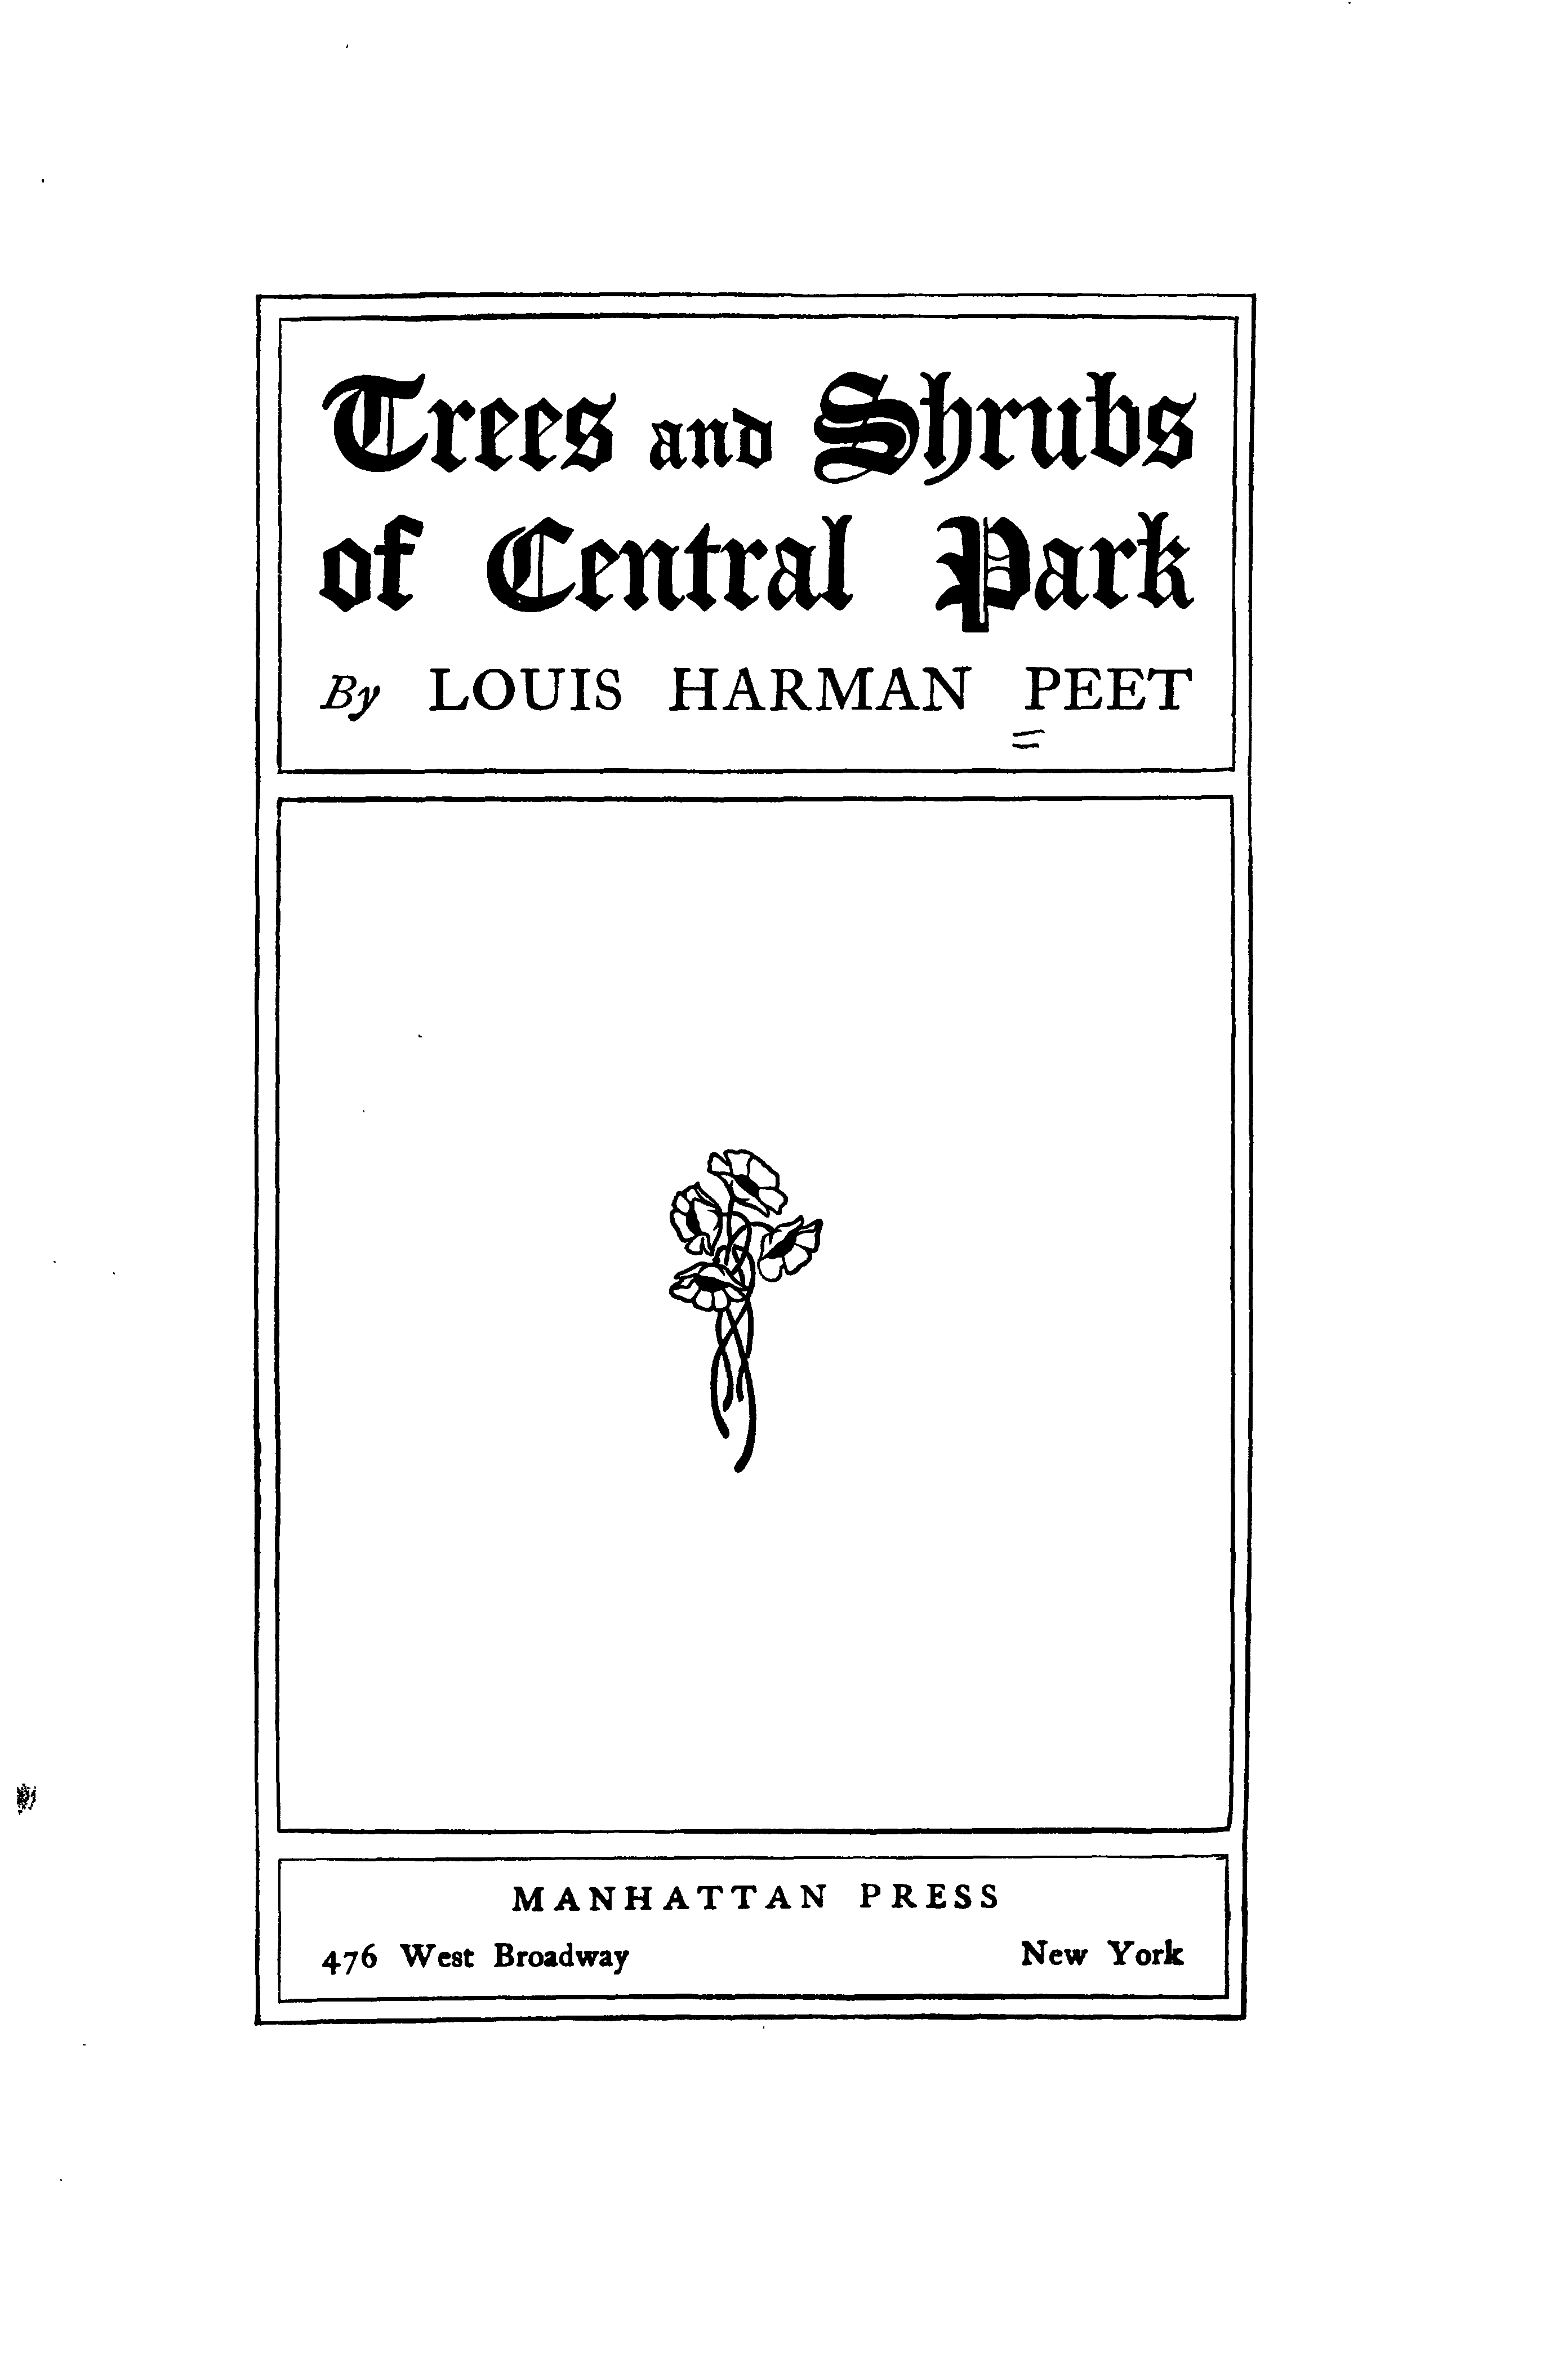 Trees and Shrubs
of Central Park
By LOUIS HARMAN PEET
MANHATTAN PRESS
476 West Broadway New York